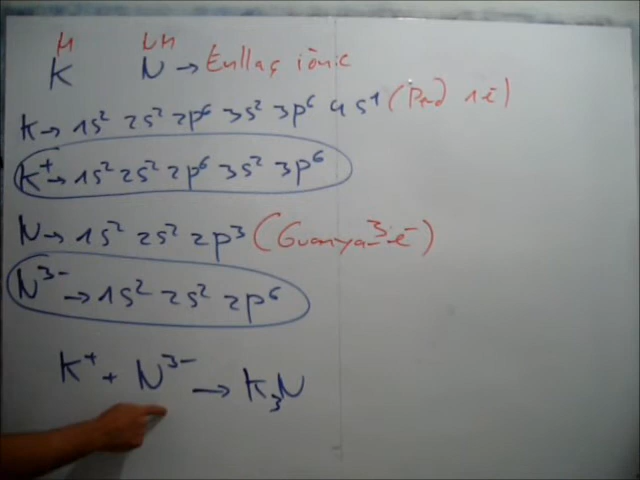 M NM
K N → Enllaç iònic
K → 1s² 2s² 2p⁶ 3s² 3p⁶ 4s¹ (Perd 1e⁻)
K⁺ → 1s² 2s² 2p⁶ 3s² 3p⁶
N → 1s² 2s² 2p³ (Guanya 3e⁻)
N³⁻ → 1s² 2s² 2p⁶
K⁺ + N³⁻ → K₃N